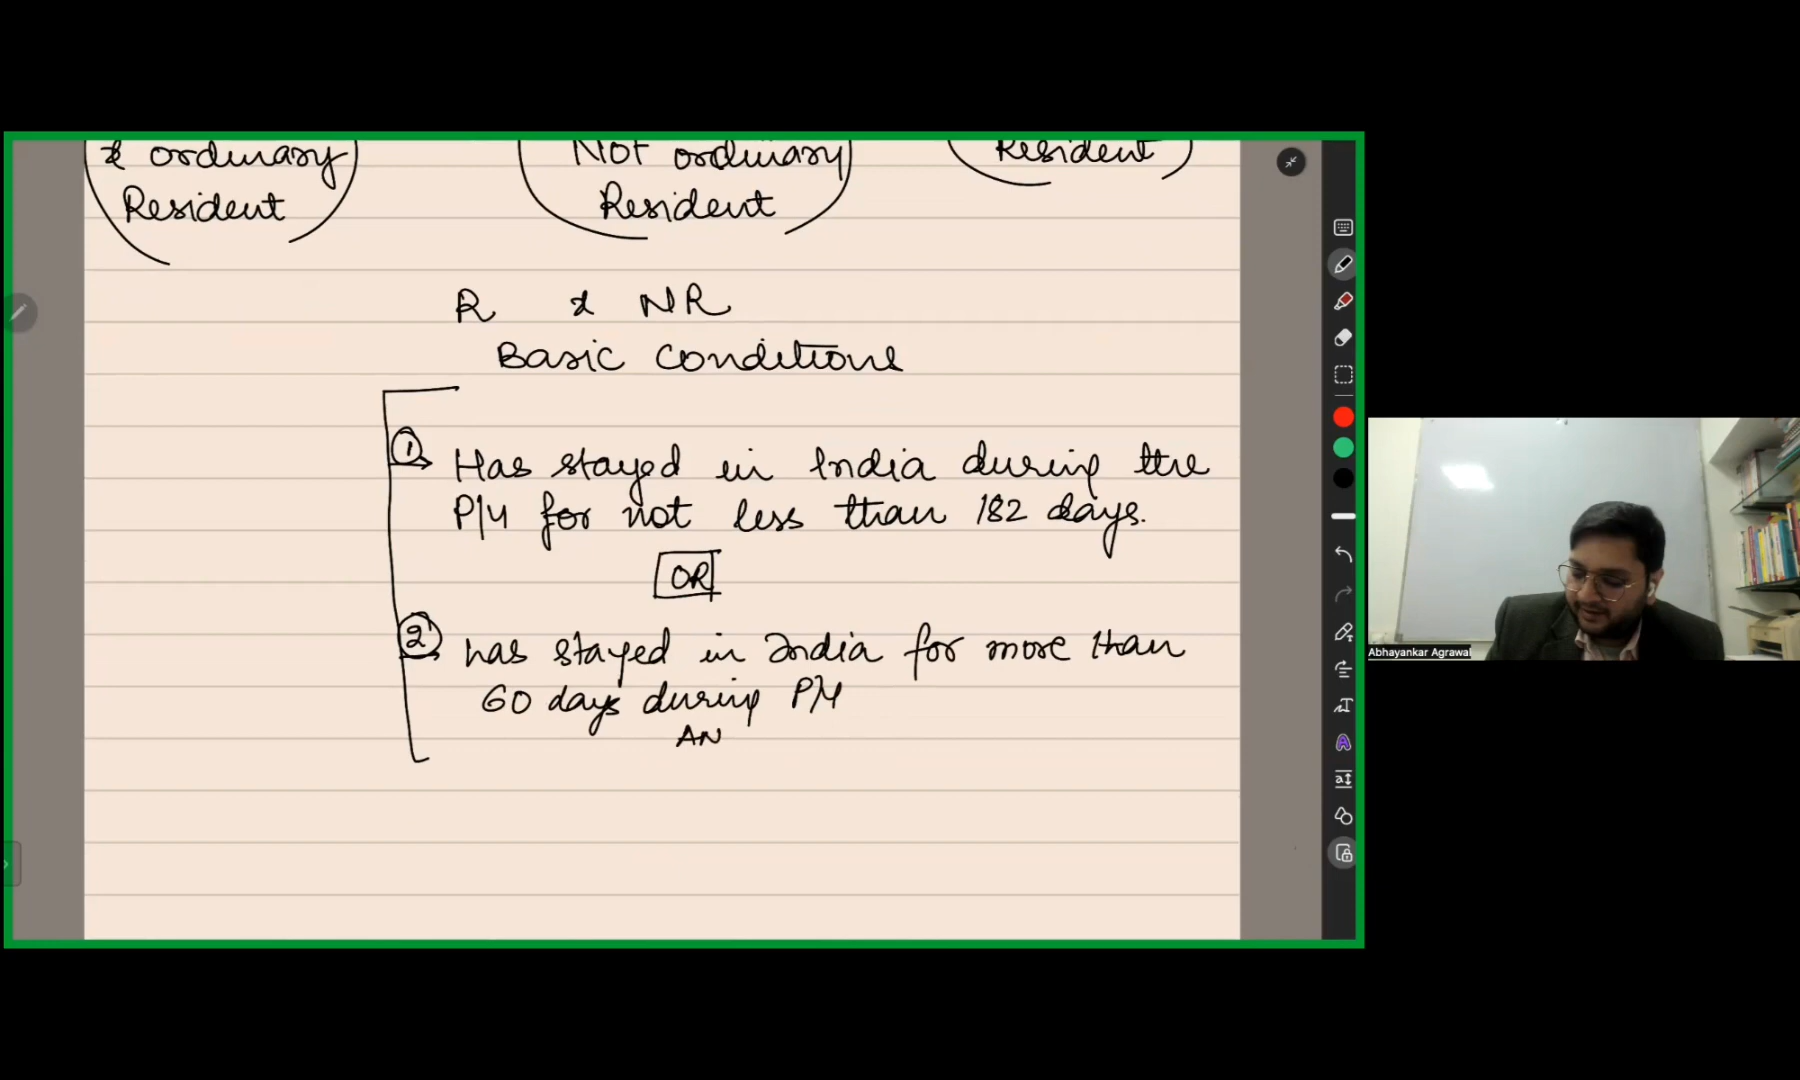 & ordinary
Resident
Not ordinary
Resident
Resident
R & NR
Basic conditions
① Has stayed in India during the
P/Y for not less than 182 days.
OR
② has stayed in India for more than
60 days during P/Y
AN
Abhayankar Agrawal